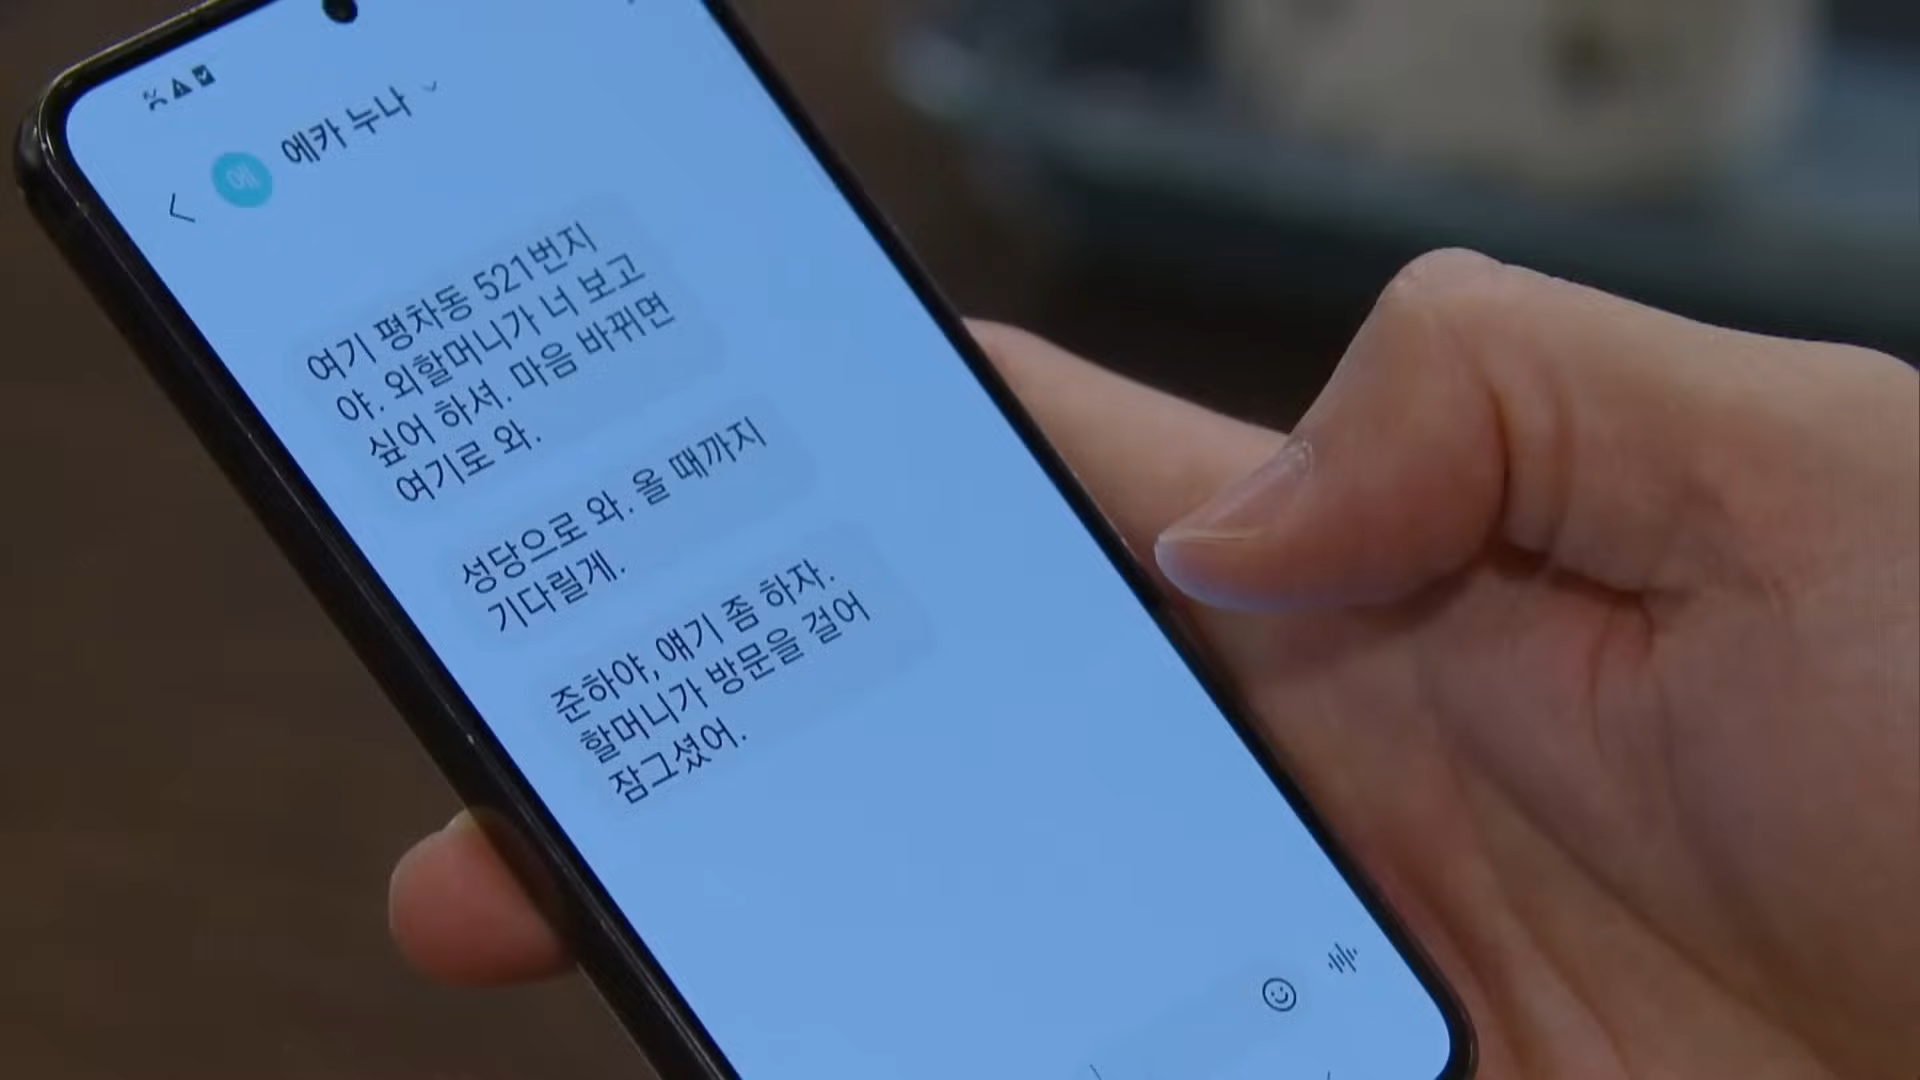 에카 누나
에
여기 평차동 521번지
야. 외할머니가 너 보고
싶어 하셔. 마음 바뀌면
여기로 와.
성당으로 와. 올 때까지
기다릴게.
준하야, 얘기 좀 하자.
할머니가 방문을 걸어
잠그셨어.